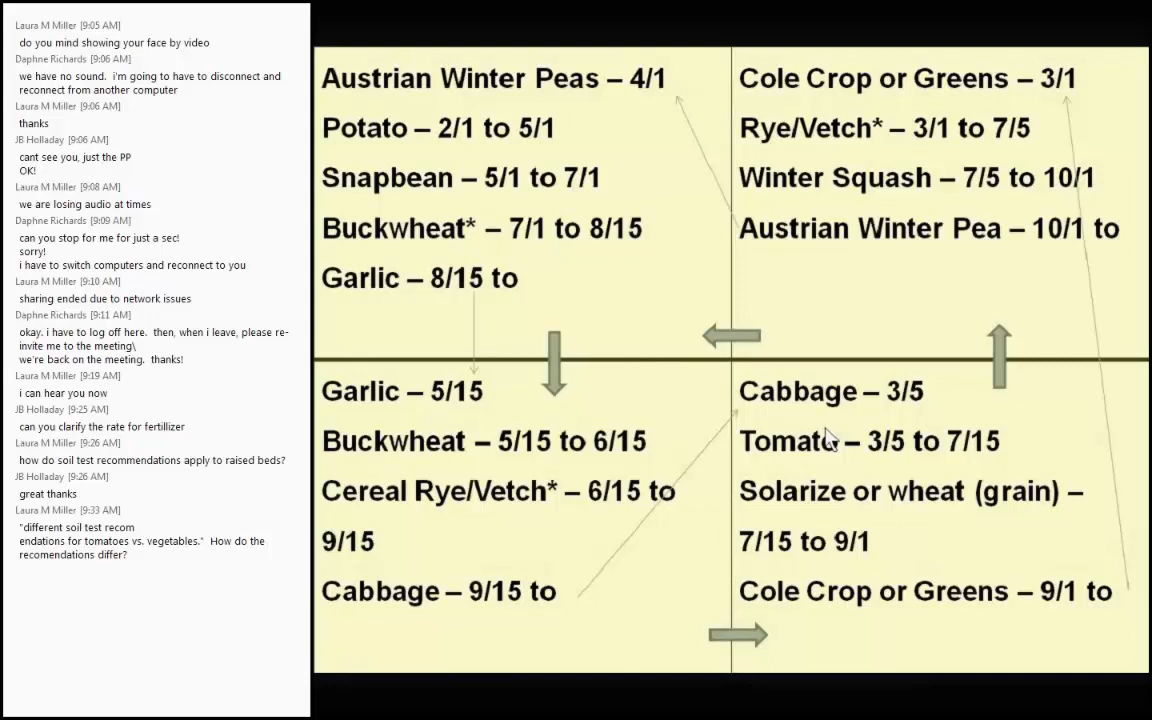 Laura M Miller [9:05 AM]
do you mind showing your face by video
Daphne Richards [9:06 AM]
we have no sound. i'm going to have to disconnect and
reconnect from another computer
Laura M Miller [9:06 AM]
thanks
JB Holladay [9:06 AM]
cant see you, just the PP
OK!
Laura M Miller [9:08 AM]
we are losing audio at times
Daphne Richards [9:09 AM]
can you stop for me for just a sec!
sorry!
i have to switch computers and reconnect to you
Laura M Miller [9:10 AM]
sharing ended due to network issues
Daphne Richards [9:11 AM]
okay. i have to log off here. then, when i leave, please re-
invite me to the meeting\
we're back on the meeting. thanks!
Laura M Miller [9:19 AM]
i can hear you now
JB Holladay [9:25 AM]
can you clarify the rate for fertillizer
Laura M Miller [9:26 AM]
how do soil test recommendations apply to raised beds?
JB Holladay [9:26 AM]
great thanks
Laura M Miller [9:33 AM]
"different soil test recom
endations for tomatoes vs. vegetables." How do the
recomendations differ?
Austrian Winter Peas – 4/1
Potato – 2/1 to 5/1
Snapbean – 5/1 to 7/1
Buckwheat* – 7/1 to 8/15
Garlic – 8/15 to
Cole Crop or Greens – 3/1
Rye/Vetch* – 3/1 to 7/5
Winter Squash – 7/5 to 10/1
Austrian Winter Pea – 10/1 to
Garlic – 5/15
Buckwheat – 5/15 to 6/15
Cereal Rye/Vetch* – 6/15 to
9/15
Cabbage – 9/15 to
Cabbage – 3/5
Tomato – 3/5 to 7/15
Solarize or wheat (grain) –
7/15 to 9/1
Cole Crop or Greens – 9/1 to